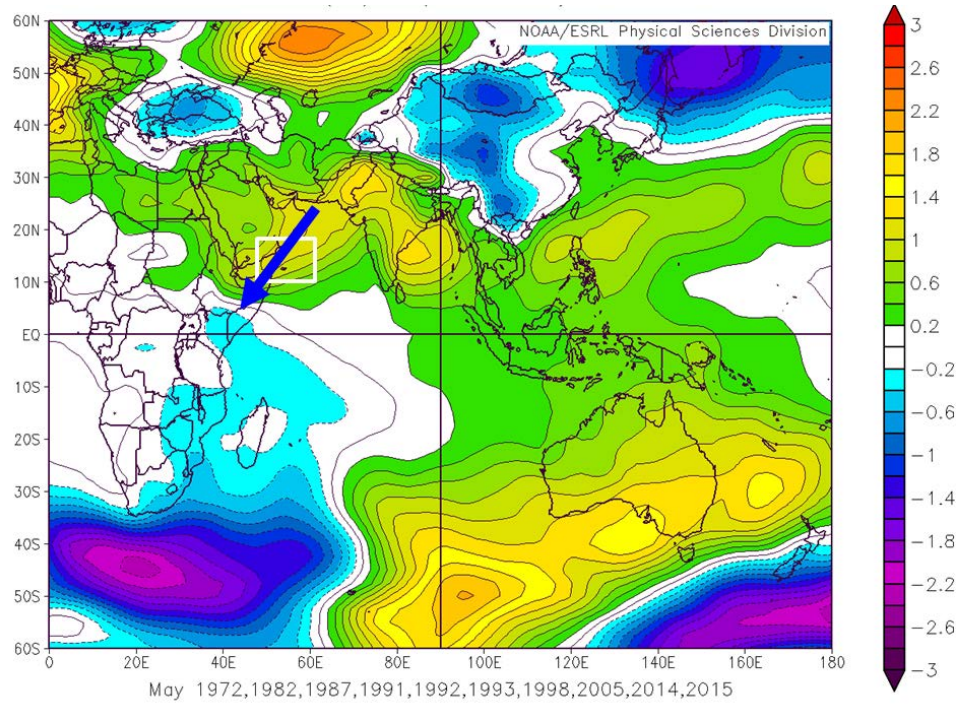 NOAA/ESRL Physical Sciences Division
60N
50N
40N
30N
20N
10N
EQ
10S
20S
30S
40S
50S
60S
0
20E
40E
60E
80E
100E
120E
140E
160E
180
3
2.6
2.2
1.8
1.4
1
0.6
0.2
-0.2
-0.6
-1
-1.4
-1.8
-2.2
-2.6
-3
May 1972,1982,1987,1991,1992,1993,1998,2005,2014,2015